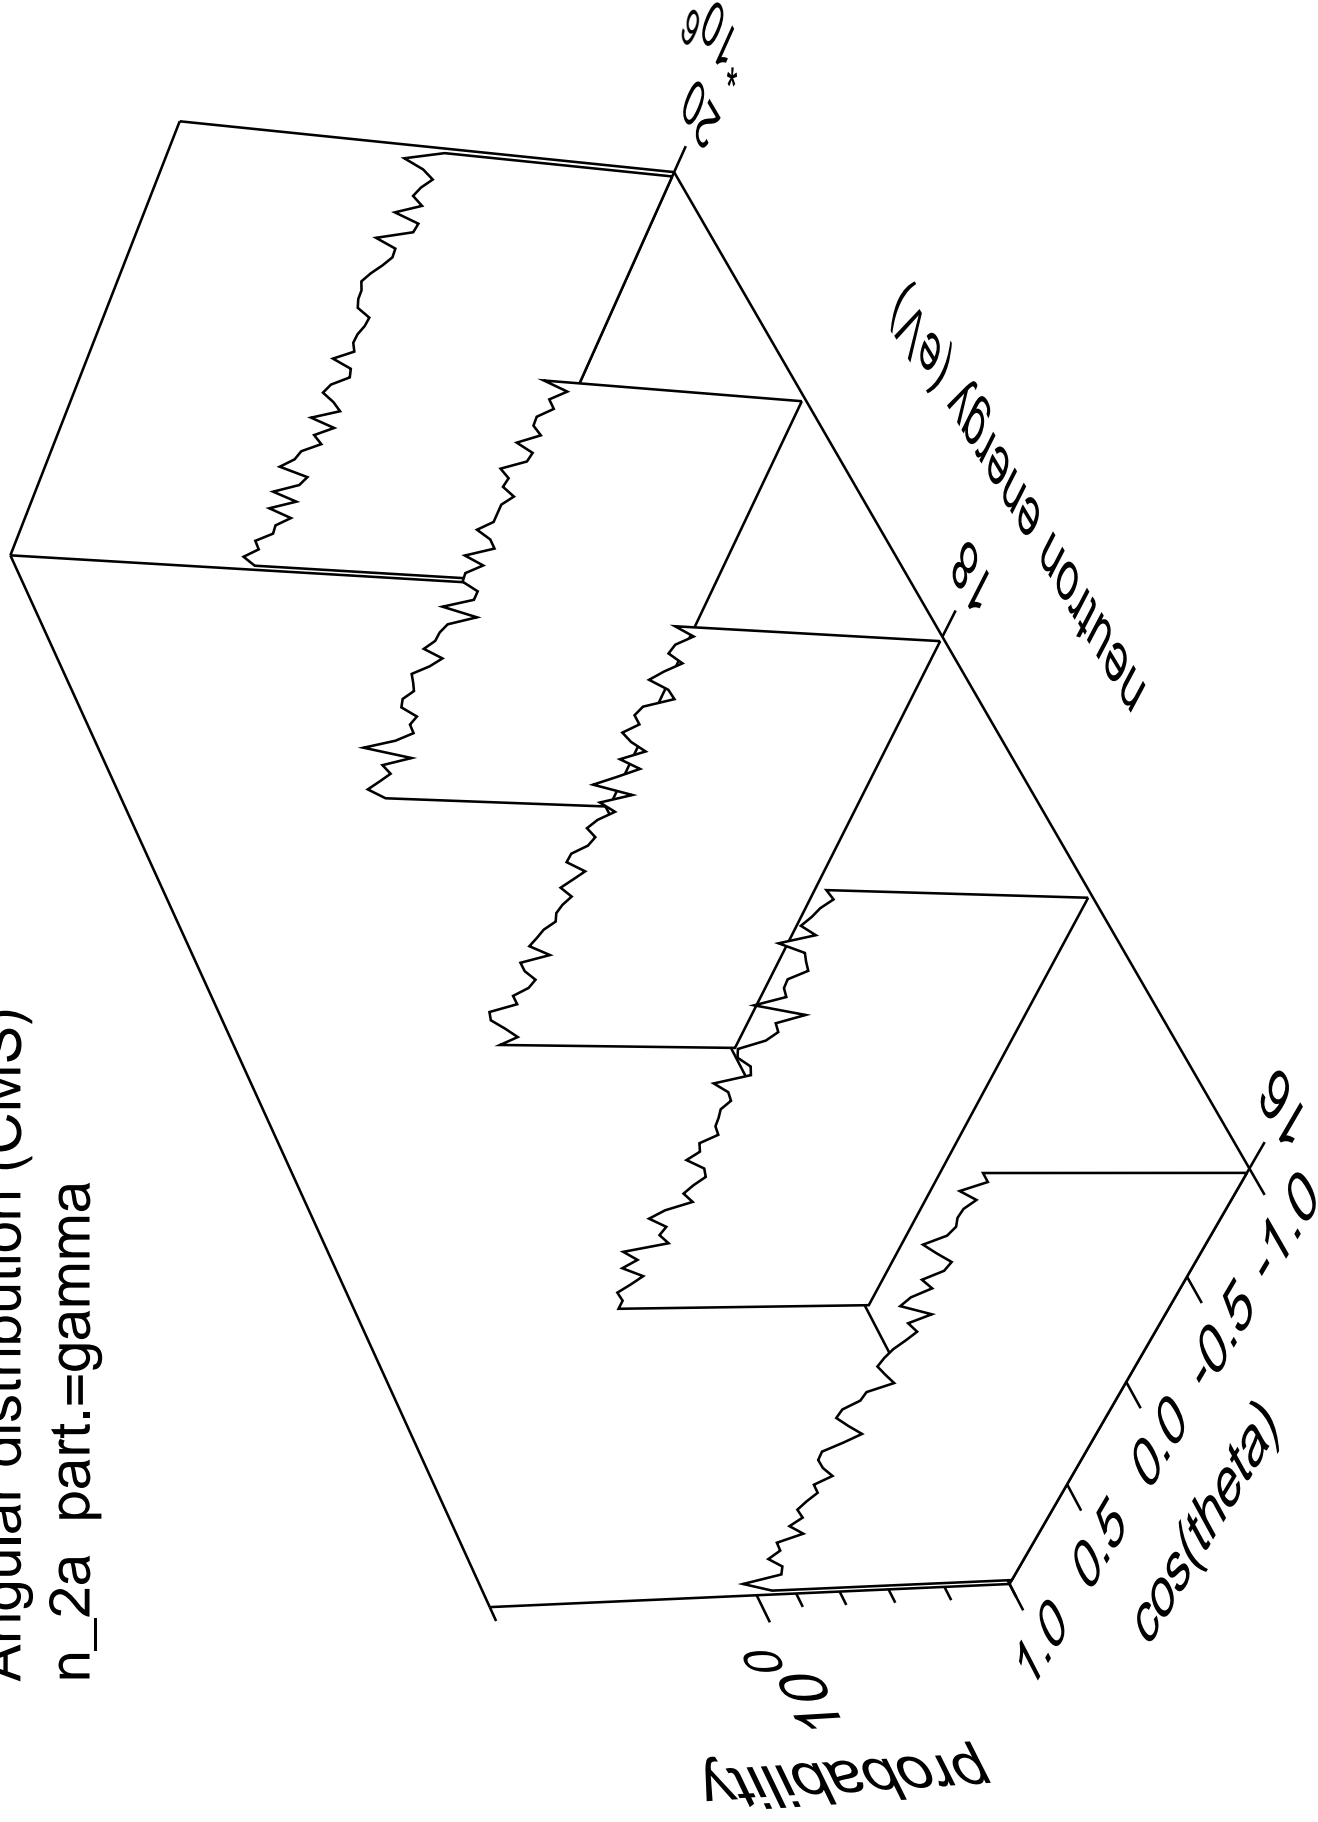 Angular distribution (CMS)
n_2a part.=gamma
probability
10^0
1.0 0.5 0.0 -0.5 -1.0
cos(theta)
16 18 20 * 10^6
neutron energy (eV)